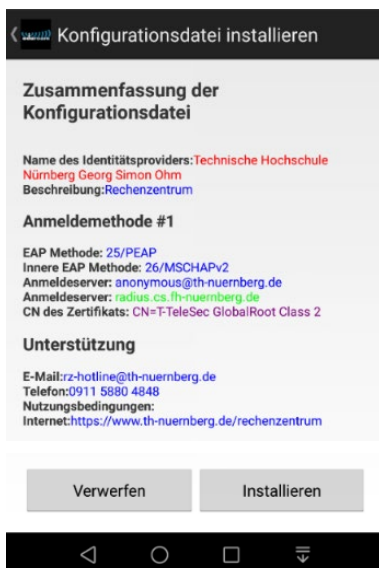 Konfigurationsdatei installieren
Zusammenfassung der
Konfigurationsdatei
Name des Identitätsproviders:Technische Hochschule
Nürnberg Georg Simon Ohm
Beschreibung:Rechenzentrum
Anmeldemethode #1
EAP Methode: 25/PEAP
Innere EAP Methode: 26/MSCHAPv2
Anmeldeserver: anonymous@th-nuernberg.de
Anmeldeserver: radius.cs.fh-nuernberg.de
CN des Zertifikats: CN=T-TeleSec GlobalRoot Class 2
Unterstützung
E-Mail:rz-hotline@th-nuernberg.de
Telefon:0911 5880 4848
Nutzungsbedingungen:
Internet:https://www.th-nuernberg.de/rechenzentrum
Verwerfen Installieren